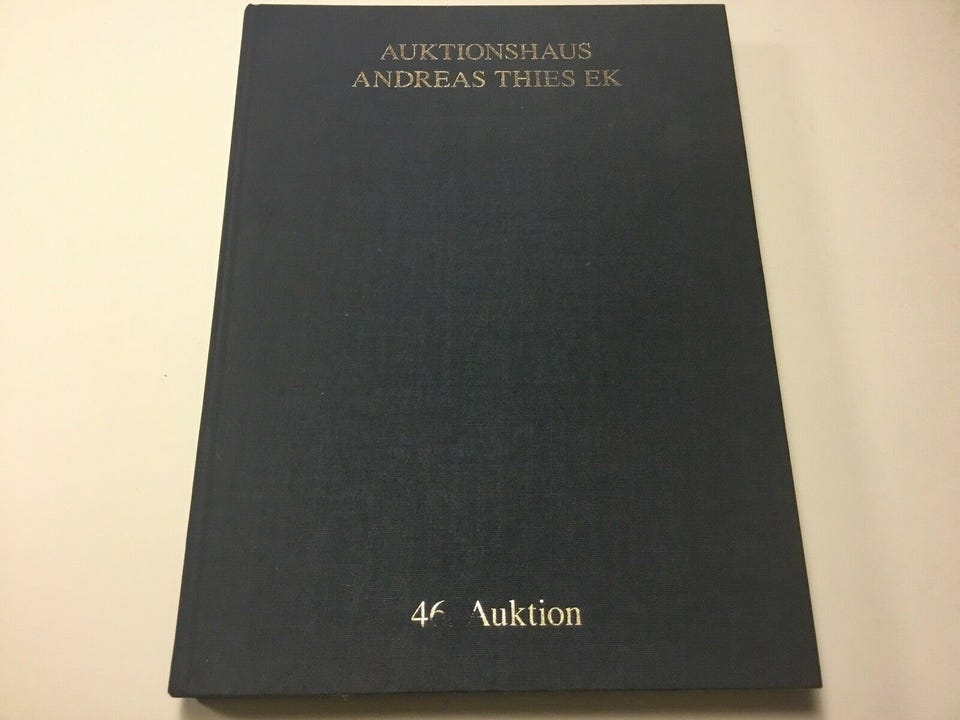 AUKTIONSHAUS
ANDREAS THIES EK
46 Auktion